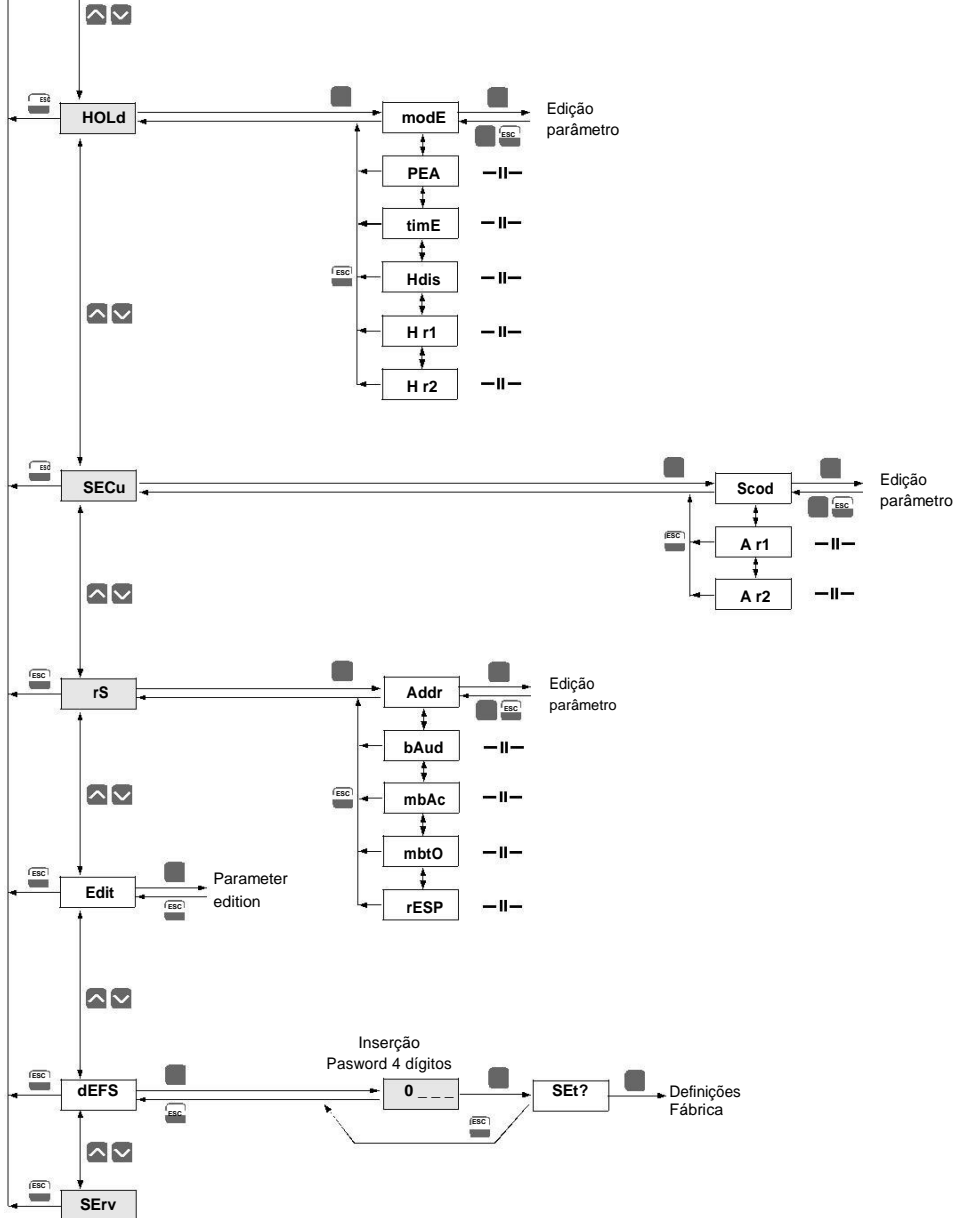 ESC
HOLd
modE
ESC
Edição
parâmetro
PEA
—II—
timE
—II—
ESC
Hdis
—II—
H r1
—II—
H r2
—II—
ESC
SECu
Scod
ESC
Edição
parâmetro
ESC
A r1
—II—
A r2
—II—
ESC
rS
Addr
ESC
Edição
parâmetro
bAud
—II—
ESC
mbAc
—II—
mbtO
—II—
rESP
—II—
ESC
Edit
ESC
Parameter
edition
Inserção
Pasword 4 dígitos
ESC
dEFS
ESC
0 _ _ _
ESC
SEt?
Definições
Fábrica
ESC
SErv